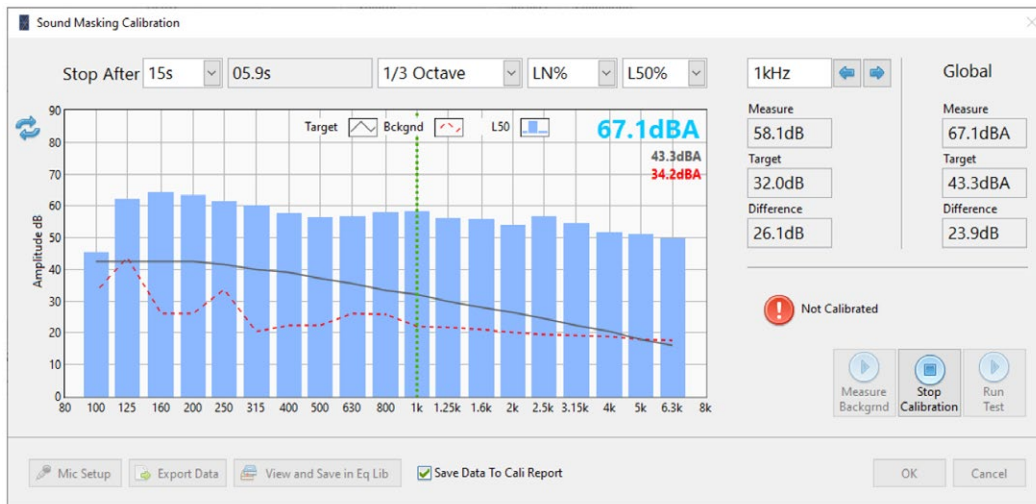 Sound Masking Calibration
Stop After 15s 05.9s 1/3 Octave LN% L50% 1kHz Global
90
80
70
60
50
40
30
20
10
0
Amplitude dB
Target Bckgnd L50 67.1dBA
43.3dBA
34.2dBA
80 100 125 160 200 250 315 400 500 630 800 1k 1.25k 1.6k 2k 2.5k 3.15k 4k 5k 6.3k 8k
Measure Measure
58.1dB 67.1dBA
Target Target
32.0dB 43.3dBA
Difference Difference
26.1dB 23.9dB
Not Calibrated
Measure Stop Run
Backgrnd Calibration Test
Mic Setup Export Data View and Save in Eq Lib Save Data To Cali Report OK Cancel